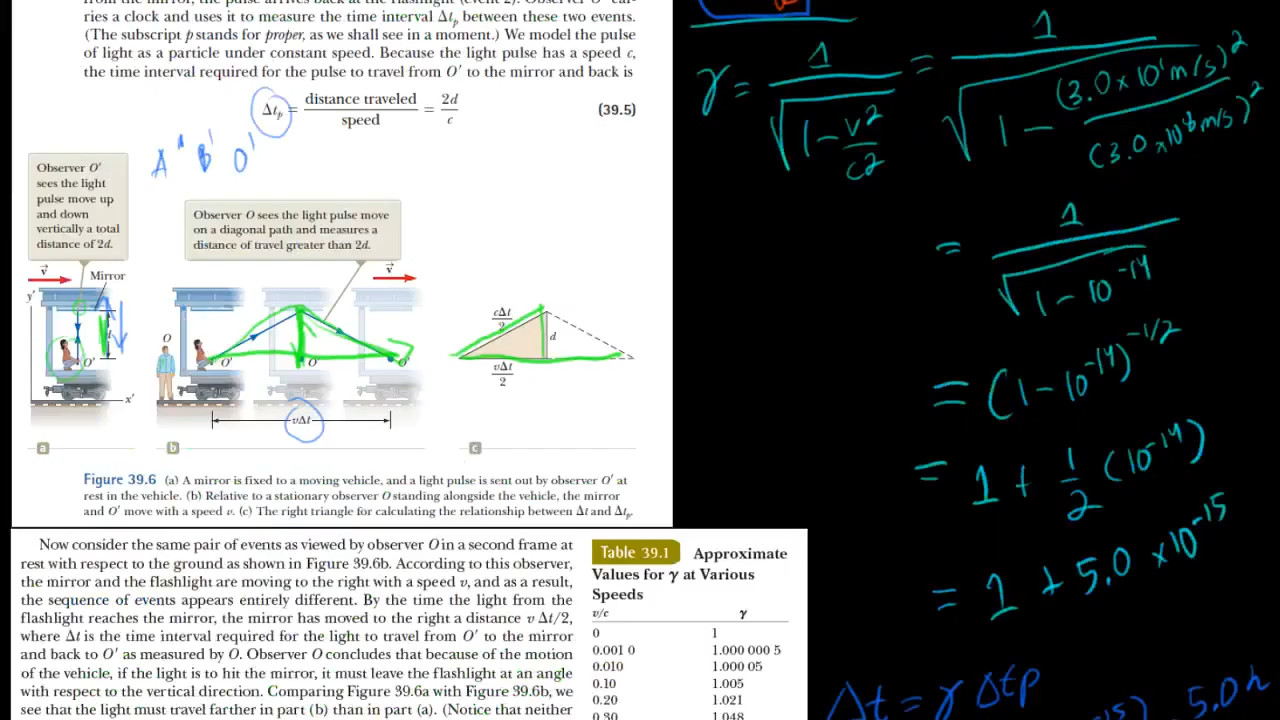 from the mirror, the pulse arrives back at the flashlight (event 2). Observer O' car-
ries a clock and uses it to measure the time interval Δtp between these two events.
(The subscript p stands for proper, as we shall see in a moment.) We model the pulse
of light as a particle under constant speed. Because the light pulse has a speed c,
the time interval required for the pulse to travel from O' to the mirror and back is
Δtp = distance traveled / speed = 2d / c (39.5)
A' B' O'
Observer O'
sees the light
pulse move up
and down
vertically a total
distance of 2d.
Observer O sees the light pulse move
on a diagonal path and measures a
distance of travel greater than 2d.
v
Mirror
y'
d
O'
x'
a
O
O'
O
O'
v
vΔt
b
cΔt / 2
d
vΔt / 2
c
Figure 39.6 (a) A mirror is fixed to a moving vehicle, and a light pulse is sent out by observer O' at
rest in the vehicle. (b) Relative to a stationary observer O standing alongside the vehicle, the mirror
and O' move with a speed v. (c) The right triangle for calculating the relationship between Δt and Δtp.
Now consider the same pair of events as viewed by observer O in a second frame at
rest with respect to the ground as shown in Figure 39.6b. According to this observer,
the mirror and the flashlight are moving to the right with a speed v, and as a result,
the sequence of events appears entirely different. By the time the light from the
flashlight reaches the mirror, the mirror has moved to the right a distance v Δt/2,
where Δt is the time interval required for the light to travel from O' to the mirror
and back to O' as measured by O. Observer O concludes that because of the motion
of the vehicle, if the light is to hit the mirror, it must leave the flashlight at an angle
with respect to the vertical direction. Comparing Figure 39.6a with Figure 39.6b, we
see that the light must travel farther in part (b) than in part (a). (Notice that neither
Table 39.1 Approximate
Values for γ at Various
Speeds
v/c γ
0 1
0.001 0 1.000 000 5
0.010 1.000 05
0.10 1.005
0.20 1.021
0.30 1.048
γ = 1 / √(1 - v²/c²) = 1 / √(1 - (3.0 × 10¹ m/s)² / (3.0 × 10⁸ m/s)²)
= 1 / √(1 - 10⁻¹⁴)
= (1 - 10⁻¹⁴)⁻¹/²
= 1 + 1/2 (10⁻¹⁴)
= 1 + 5.0 × 10⁻¹⁵
Δt = γ Δtp
5.0 h